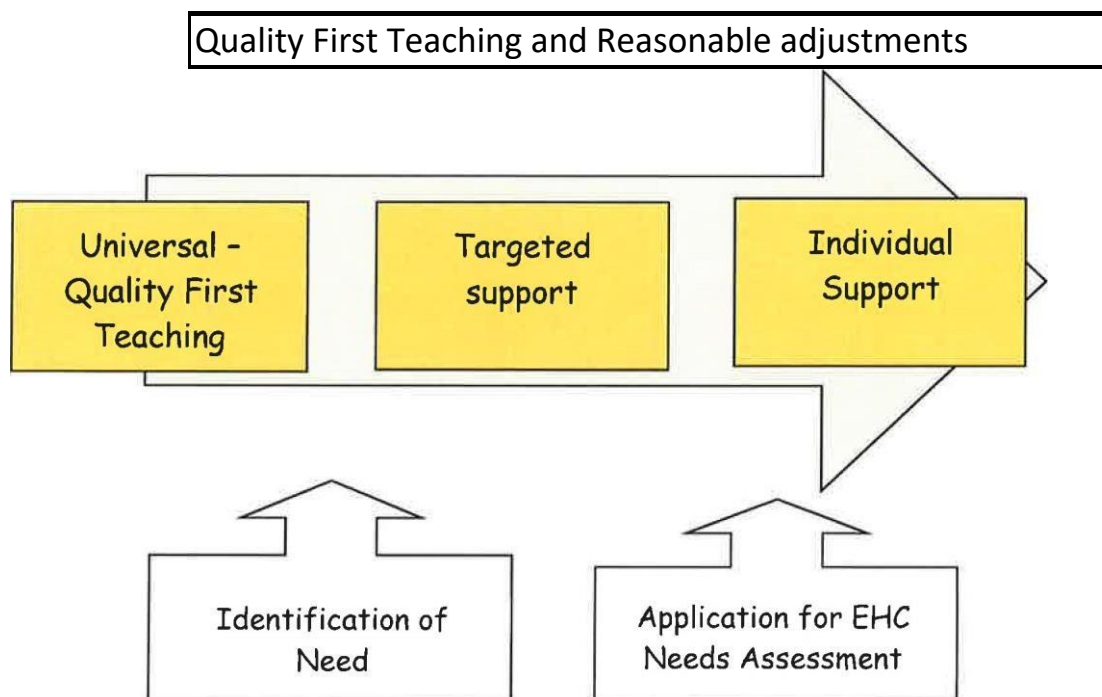 Quality First Teaching and Reasonable adjustments
Universal -
Quality First
Teaching
Targeted
support
Individual
Support
Identification of
Need
Application for EHC
Needs Assessment